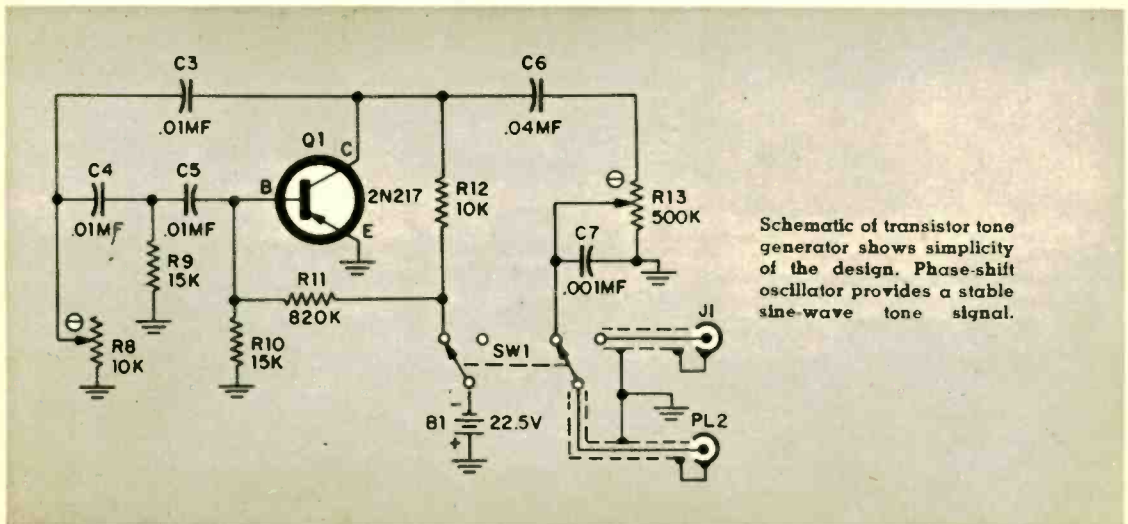 C3
.01MF
C6
.04MF
Q1
C
B
2N217
E
C4
.01MF
C5
.01MF
R12
10K
R13
500K
C7
.001MF
R9
15K
R11
820K
R8
10K
R10
15K
SW1
J1
B1
-
+
22.5V
PL2
Schematic of transistor tone
generator shows simplicity
of the design. Phase-shift
oscillator provides a stable
sine-wave tone signal.